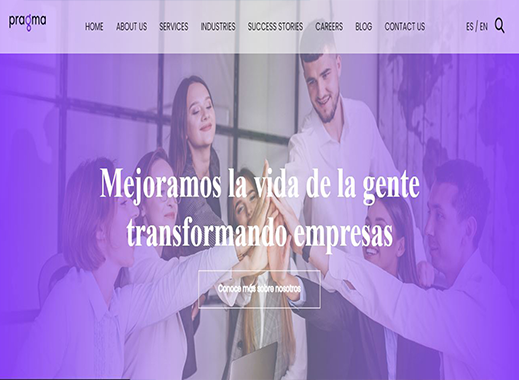 pragma
HOME ABOUT US SERVICES INDUSTRIES SUCCESS STORIES CAREERS BLOG CONTACT US ES / EN
Mejoramos la vida de la gente
transformando empresas
Conoce más sobre nosotros